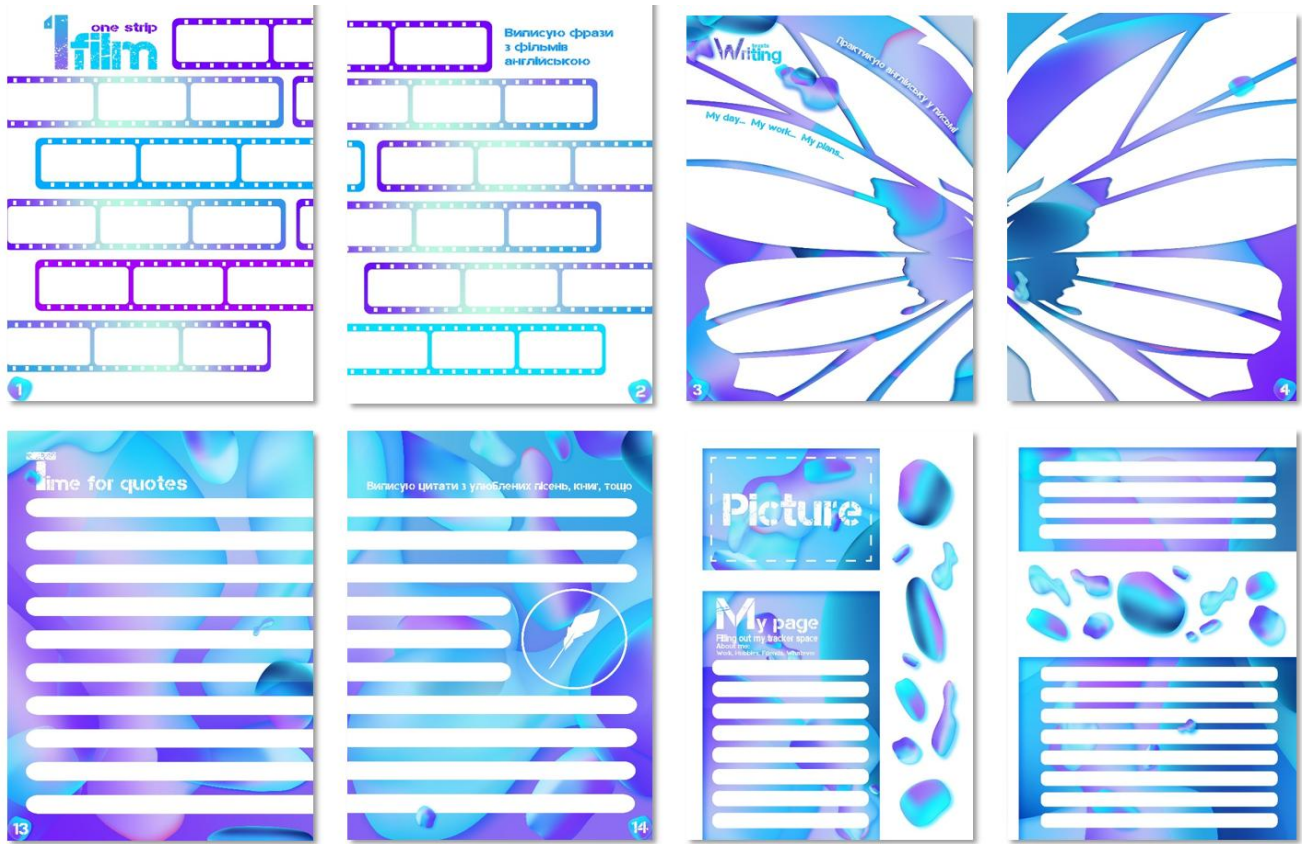 1 one strip
film
Виписую фрази
з фільмів
англійською
1
2
Writing
Практикую англійську у письмі
My day... My work... My plans...
3
4
Time for quotes
Виписую цитати з улюблених пісень, книг, тощо
13
14
Picture
My page
Filling out my tracker space
About me:
Work, Hobbies, Friends, Whatever